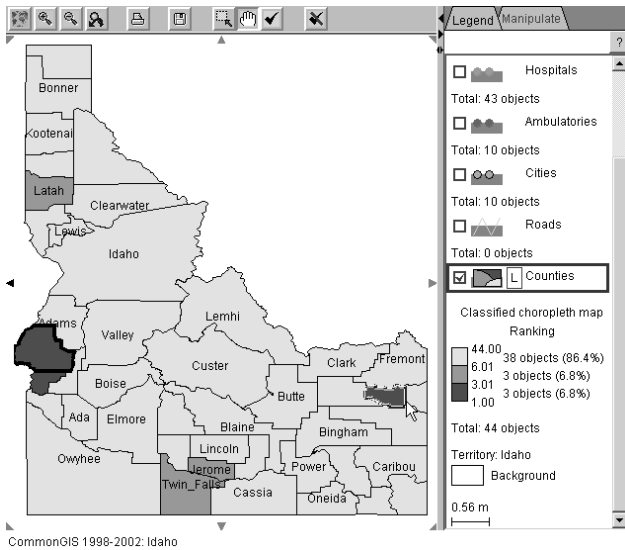 Legend
Manipulate
?
Hospitals
Total: 43 objects
Ambulatories
Total: 10 objects
Cities
Total: 10 objects
Roads
Total: 0 objects
L
Counties
Classified choropleth map
Ranking
44.00
6.01
3.01
1.00
38 objects (86.4%)
3 objects (6.8%)
3 objects (6.8%)
Total: 44 objects
Territory: Idaho
Background
0.56 m
Bonner
Kootenai
Latah
Clearwater
Lewis
Idaho
Lemhi
Adams
Valley
Custer
Clark
Fremont
Boise
Butte
Ada
Elmore
Blaine
Bingham
Owyhee
Lincoln
Jerome
Power
Caribou
Twin_Falls
Cassia
Oneida
CommonGIS 1998-2002: Idaho